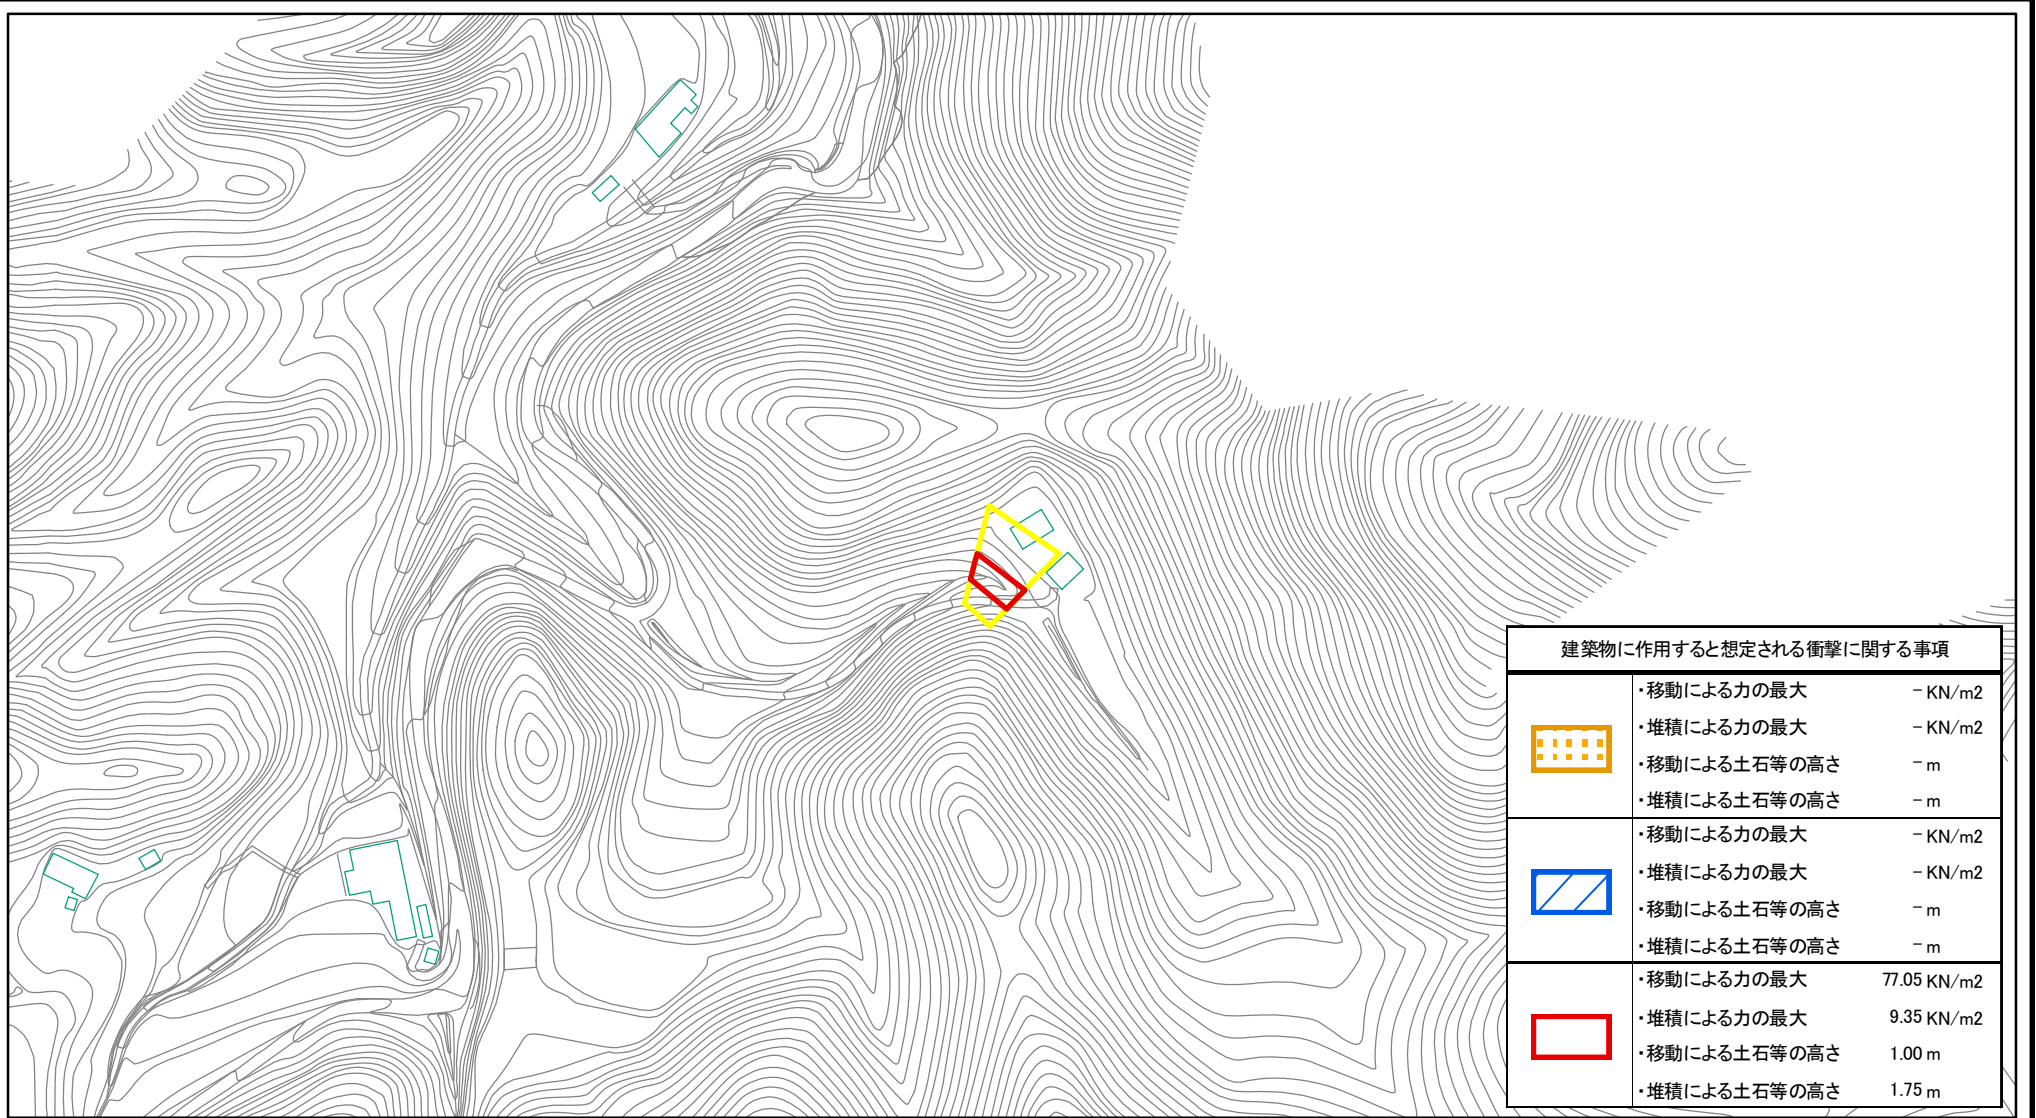 建築物に作用すると想定される衝撃に関する事項
・移動による力の最大 － KN/m2
・堆積による力の最大 － KN/m2
・移動による土石等の高さ － m
・堆積による土石等の高さ － m
・移動による力の最大 － KN/m2
・堆積による力の最大 － KN/m2
・移動による土石等の高さ － m
・堆積による土石等の高さ － m
・移動による力の最大 77.05 KN/m2
・堆積による力の最大 9.35 KN/m2
・移動による土石等の高さ 1.00 m
・堆積による土石等の高さ 1.75 m